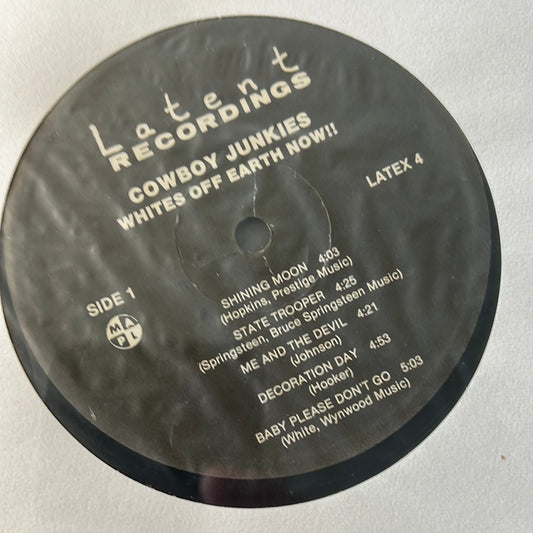 Latent
RECORDINGS
COWBOY JUNKIES
WHITES OFF EARTH NOW!!
LATEX 4
SIDE 1
MA
PL
SHINING MOON 4:03
(Hopkins, Prestige Music)
STATE TROOPER 4:25
(Springsteen, Bruce Springsteen Music)
ME AND THE DEVIL 4:21
(Johnson)
DECORATION DAY 4:53
(Hooker)
BABY PLEASE DON'T GO 5:03
(White, Wynwood Music)